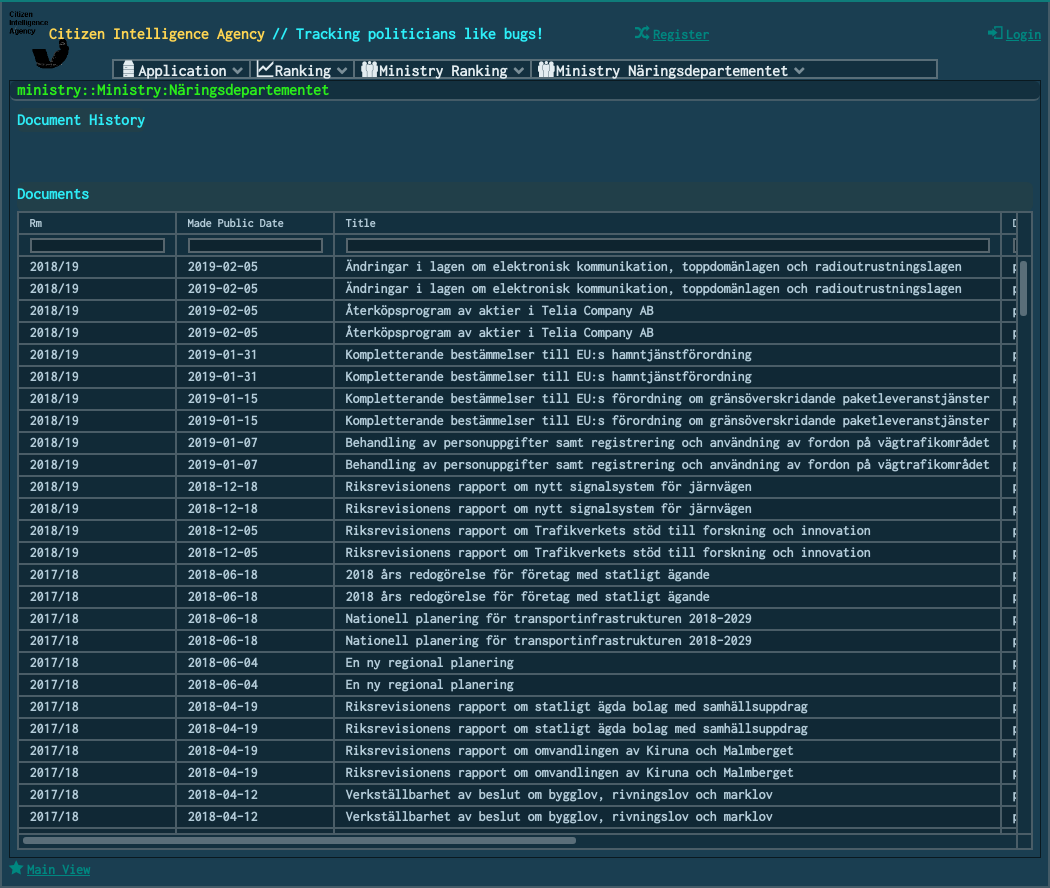 Citizen
Intelligence
Agency
Citizen Intelligence Agency // Tracking politicians like bugs!
Register
Login
Application Ranking Ministry Ranking Ministry Näringsdepartementet
ministry::Ministry:Näringsdepartementet
Document History
Documents
Rm Made Public Date Title
2018/19 2019-02-05 Ändringar i lagen om elektronisk kommunikation, toppdomänlagen och radioutrustningslagen
2018/19 2019-02-05 Ändringar i lagen om elektronisk kommunikation, toppdomänlagen och radioutrustningslagen
2018/19 2019-02-05 Återköpsprogram av aktier i Telia Company AB
2018/19 2019-02-05 Återköpsprogram av aktier i Telia Company AB
2018/19 2019-01-31 Kompletterande bestämmelser till EU:s hamntjänstförordning
2018/19 2019-01-31 Kompletterande bestämmelser till EU:s hamntjänstförordning
2018/19 2019-01-15 Kompletterande bestämmelser till EU:s förordning om gränsöverskridande paketleveranstjänster
2018/19 2019-01-15 Kompletterande bestämmelser till EU:s förordning om gränsöverskridande paketleveranstjänster
2018/19 2019-01-07 Behandling av personuppgifter samt registrering och användning av fordon på vägtrafikområdet
2018/19 2019-01-07 Behandling av personuppgifter samt registrering och användning av fordon på vägtrafikområdet
2018/19 2018-12-18 Riksrevisionens rapport om nytt signalsystem för järnvägen
2018/19 2018-12-18 Riksrevisionens rapport om nytt signalsystem för järnvägen
2018/19 2018-12-05 Riksrevisionens rapport om Trafikverkets stöd till forskning och innovation
2018/19 2018-12-05 Riksrevisionens rapport om Trafikverkets stöd till forskning och innovation
2017/18 2018-06-18 2018 års redogörelse för företag med statligt ägande
2017/18 2018-06-18 2018 års redogörelse för företag med statligt ägande
2017/18 2018-06-18 Nationell planering för transportinfrastrukturen 2018-2029
2017/18 2018-06-18 Nationell planering för transportinfrastrukturen 2018-2029
2017/18 2018-06-04 En ny regional planering
2017/18 2018-06-04 En ny regional planering
2017/18 2018-04-19 Riksrevisionens rapport om statligt ägda bolag med samhällsuppdrag
2017/18 2018-04-19 Riksrevisionens rapport om statligt ägda bolag med samhällsuppdrag
2017/18 2018-04-19 Riksrevisionens rapport om omvandlingen av Kiruna och Malmberget
2017/18 2018-04-19 Riksrevisionens rapport om omvandlingen av Kiruna och Malmberget
2017/18 2018-04-12 Verkställbarhet av beslut om bygglov, rivningslov och marklov
2017/18 2018-04-12 Verkställbarhet av beslut om bygglov, rivningslov och marklov
Main View